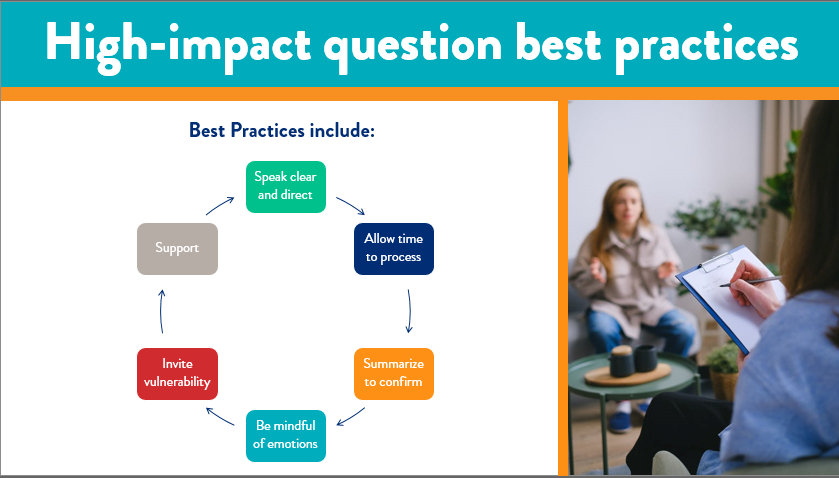 High-impact question best practices
Best Practices include:
Speak clear
and direct
Allow time
to process
Summarize
to confirm
Be mindful
of emotions
Invite
vulnerability
Support